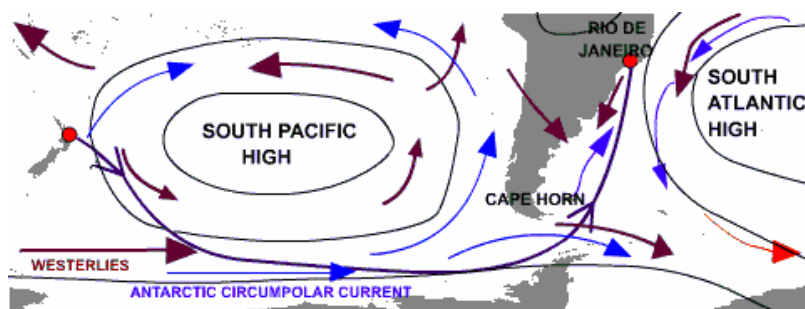 RIO DE
JANEIRO
SOUTH PACIFIC
HIGH
SOUTH
ATLANTIC
HIGH
CAPE HORN
WESTERLIES
ANTARCTIC CIRCUMPOLAR CURRENT